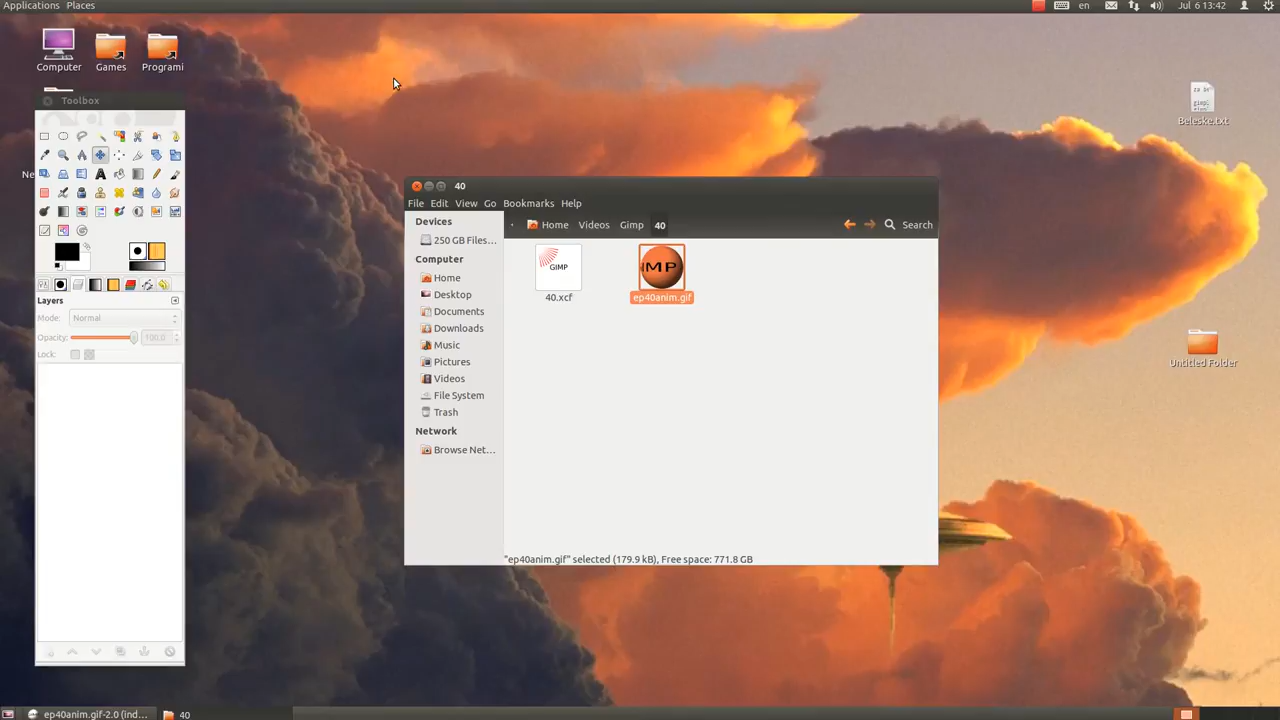 Applications Places
en
Jul 6 13:42
Computer
Games
Programi
Beleske.txt
Untitled Folder
Toolbox
Layers
Mode: Normal
Opacity: 100.0
Lock:
40
File Edit View Go Bookmarks Help
Devices
250 GB Files...
Computer
Home
Desktop
Documents
Downloads
Music
Pictures
Videos
File System
Trash
Network
Browse Net...
Home Videos Gimp 40 Search
GIMP
IMP
40.xcf
ep40anim.gif
"ep40anim.gif" selected (179.9 kB), Free space: 771.8 GB
ep40anim.gif-2.0 (ind...
40